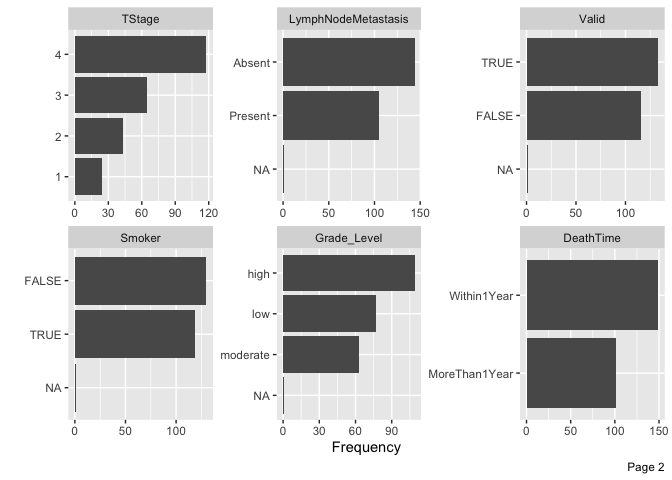 TStage
4
3
2
1
0 30 60 90 120
LymphNodeMetastasis
Absent
Present
NA
0 50 100 150
Valid
TRUE
FALSE
NA
0 50 100
Smoker
FALSE
TRUE
NA
0 50 100
Grade_Level
high
low
moderate
NA
0 30 60 90
DeathTime
Within1Year
MoreThan1Year
0 50 100 150
Frequency
Page 2